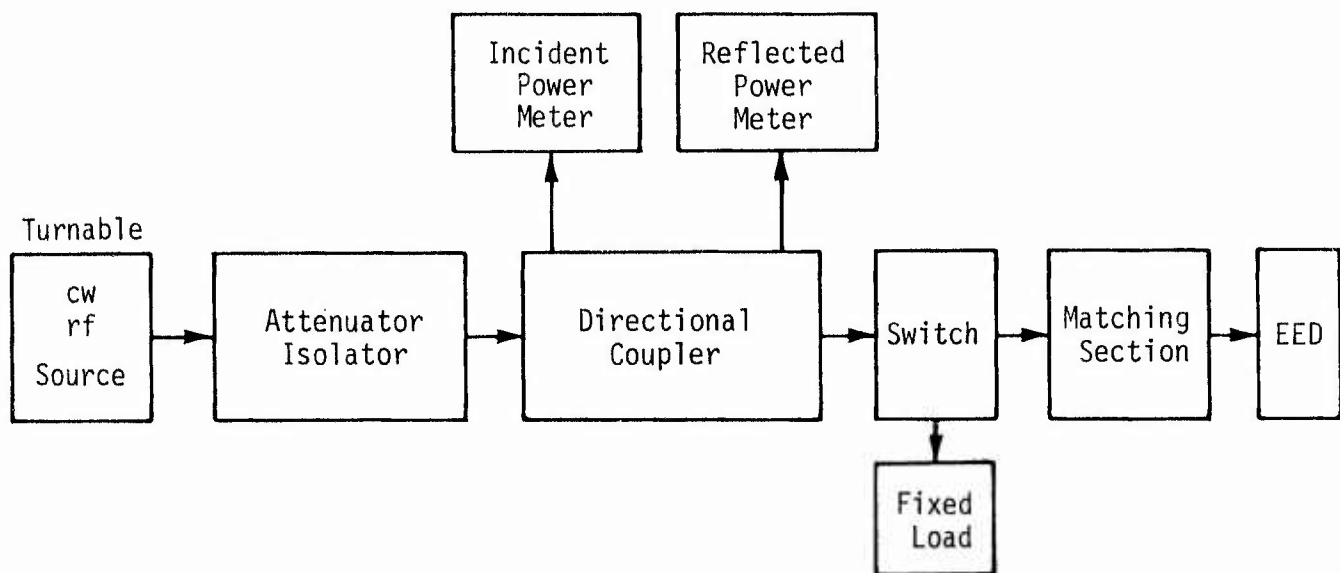 Incident
Power
Meter
Reflected
Power
Meter
Turnable
cw
rf
Source
Attenuator
Isolator
Directional
Coupler
Switch
Matching
Section
EED
Fixed
Load